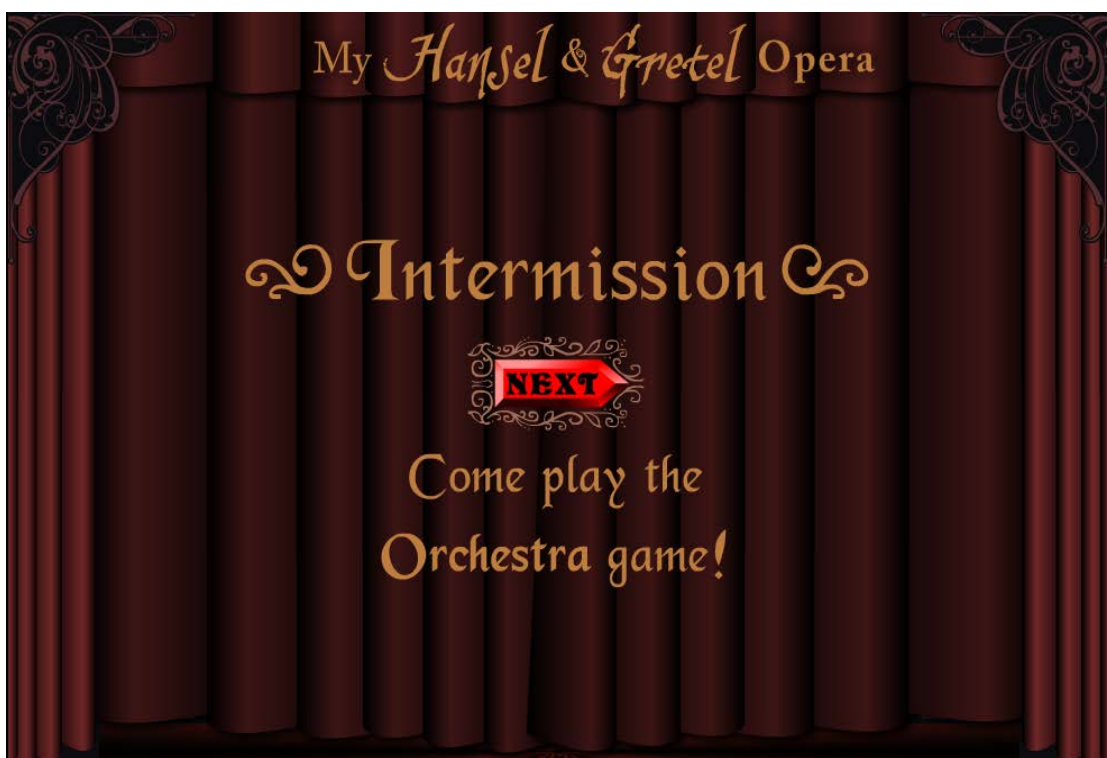 My Hansel & Gretel Opera
Intermission
NEXT
Come play the
Orchestra game!